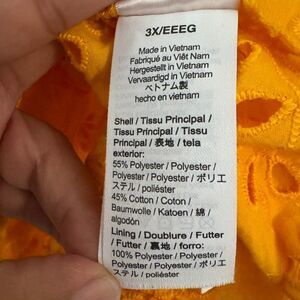 3X/EEEG
Made in Vietnam
Fabriqué au Việt Nam
Hergestellt in Vietnam
Vervaardigd in Vietnam
ベトナム製
hecho en vietnam
Shell / Tissu Principal /
Tissu Principal / Tissu
Principal / 表地 / tela
exterior:
55% Polyester / Polyester /
Polyester / Polyester / ポリエ
ステル / poliéster
45% Cotton / Coton /
Baumwolle / Katoen / 綿 /
algodón
Lining / Doublure / Futter
/ Futter / 裏地 / forro:
100% Polyester / Polyester /
Polyester / Polyester / ポリエ
ステル / poliéster